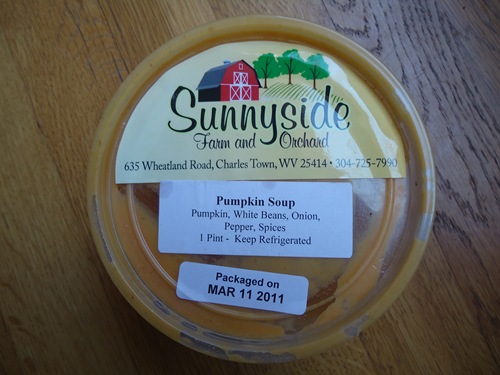 Sunnyside
Farm and Orchard
635 Wheatland Road, Charles Town, WV 25414 • 304-725-7990
Pumpkin Soup
Pumpkin, White Beans, Onion,
Pepper, Spices
1 Pint - Keep Refrigerated
Packaged on
MAR 11 2011